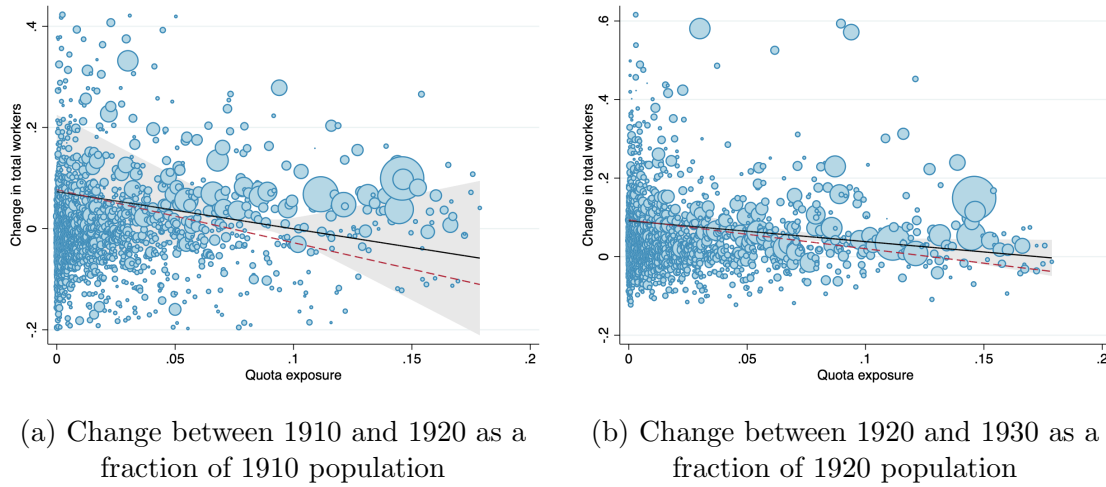 .4
.2
0
-.2
Change in total workers
0
.05
.1
.15
.2
Quota exposure
.6
.4
.2
0
-.2
Change in total workers
0
.05
.1
.15
.2
Quota exposure
(a) Change between 1910 and 1920 as a
fraction of 1910 population
(b) Change between 1920 and 1930 as a
fraction of 1920 population